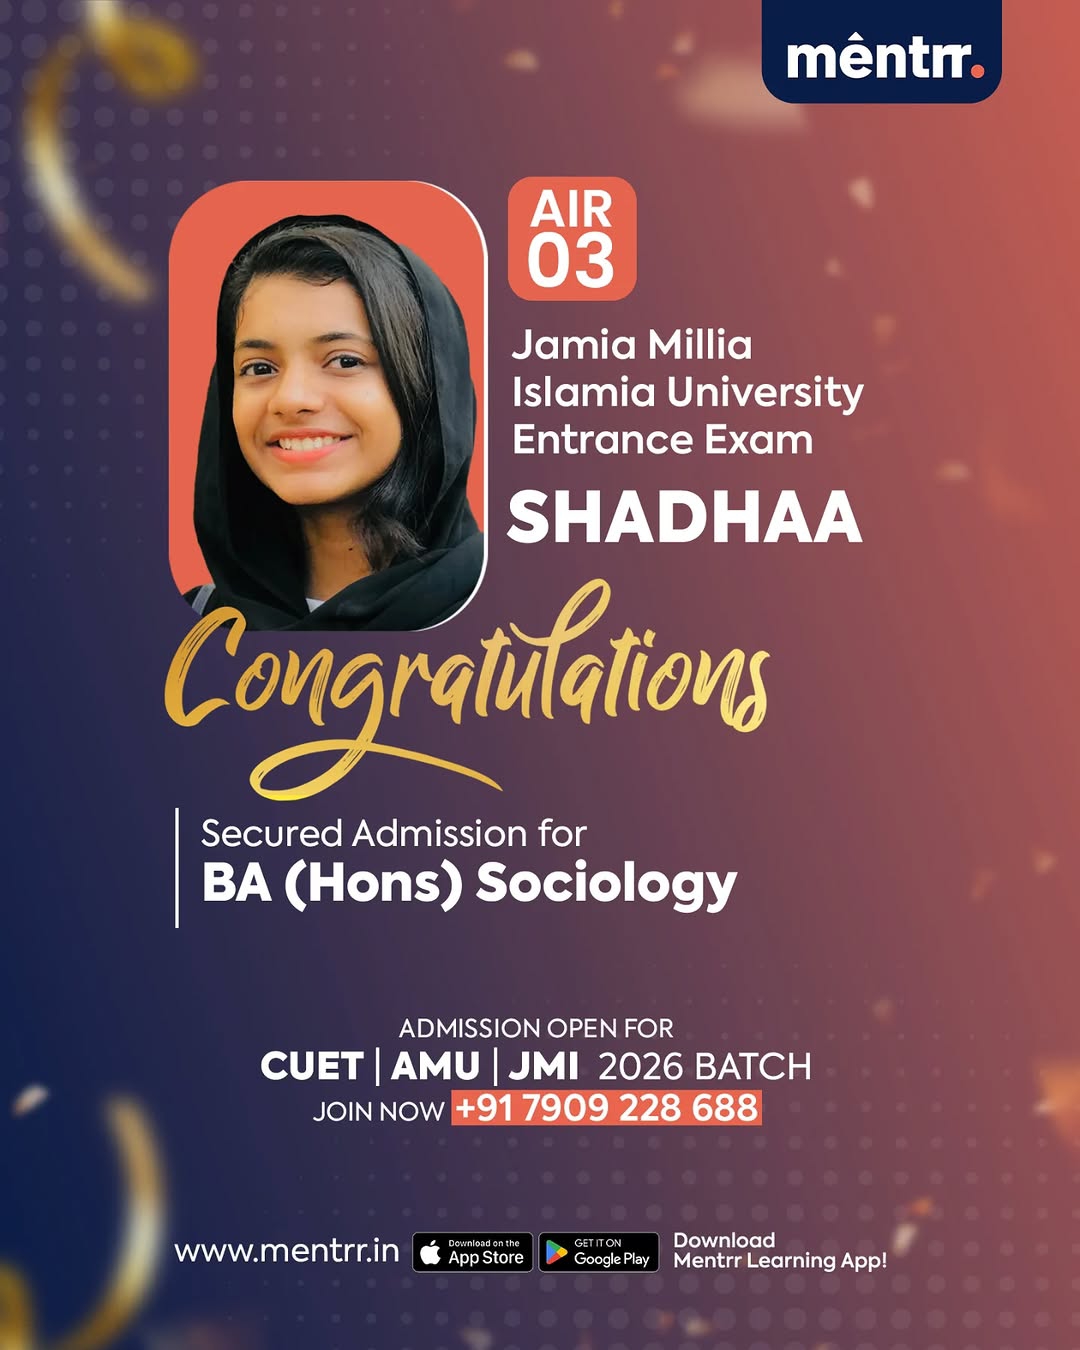 mêntrr.
AIR
03
Jamia Millia
Islamia University
Entrance Exam
SHADHAA
Congratulations
Secured Admission for
BA (Hons) Sociology
ADMISSION OPEN FOR
CUET | AMU | JMI 2026 BATCH
JOIN NOW +91 7909 228 688
www.mentrr.in
Download on the
App Store
GET IT ON
Google Play
Download
Mentrr Learning App!